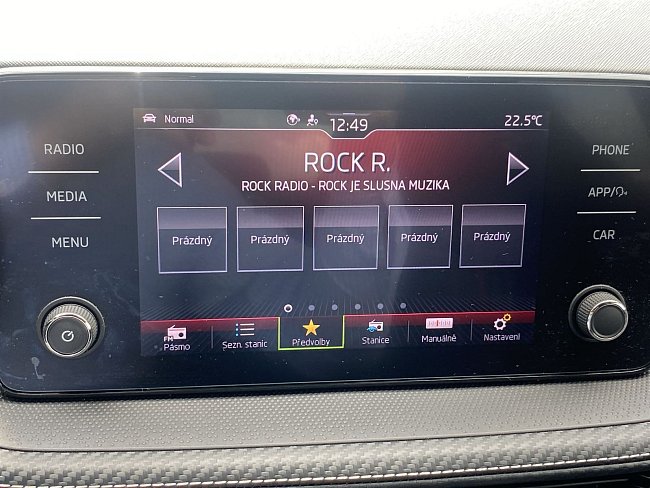 Normal
12:49
22.5°C
RADIO
MEDIA
MENU
ROCK R.
ROCK RADIO - ROCK JE SLUSNA MUZIKA
Prázdný
Prázdný
Prázdný
Prázdný
Prázdný
FM
Pásmo
Sezn. stanic
Předvolby
Stanice
Manuálně
Nastavení
PHONE
APP/
CAR